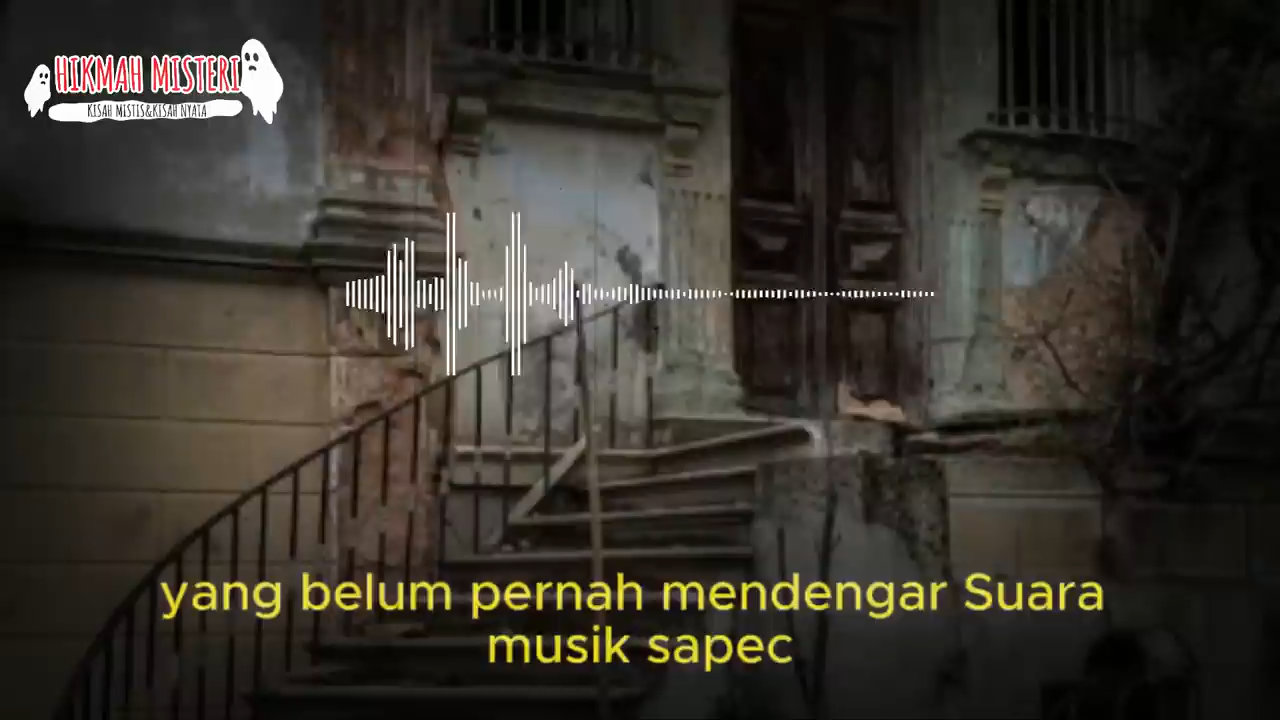 HIKMAH MISTERI
KISAH MISTIS&KISAH NYATA
yang belum pernah mendengar Suara
musik sapec